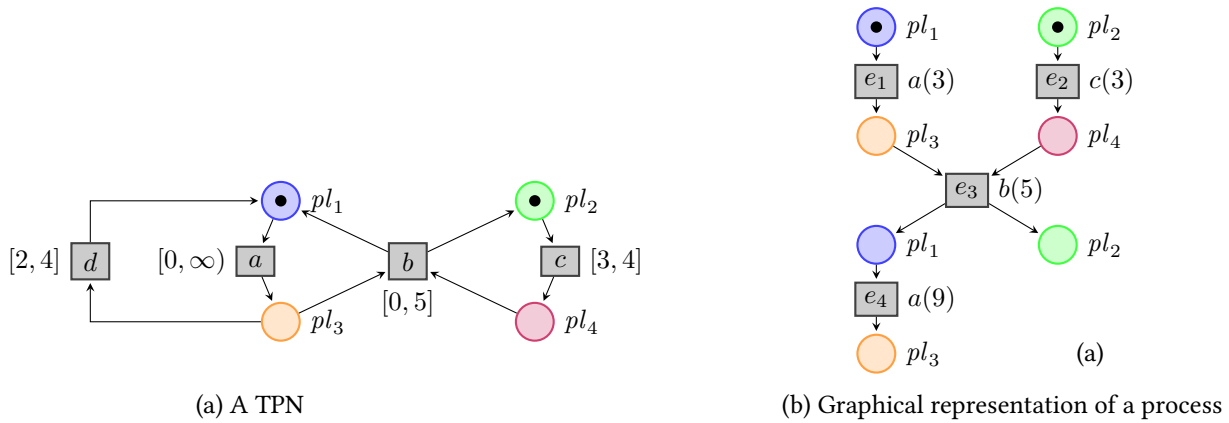 pl₁
pl₂
[2, 4]
d
[0, ∞)
a
b
c
[3, 4]
[0, 5]
pl₃
pl₄
(a) A TPN
pl₁
pl₂
e₁ a(3)
e₂ c(3)
pl₃
pl₄
e₃ b(5)
pl₁
pl₂
e₄ a(9)
pl₃
(a)
(b) Graphical representation of a process